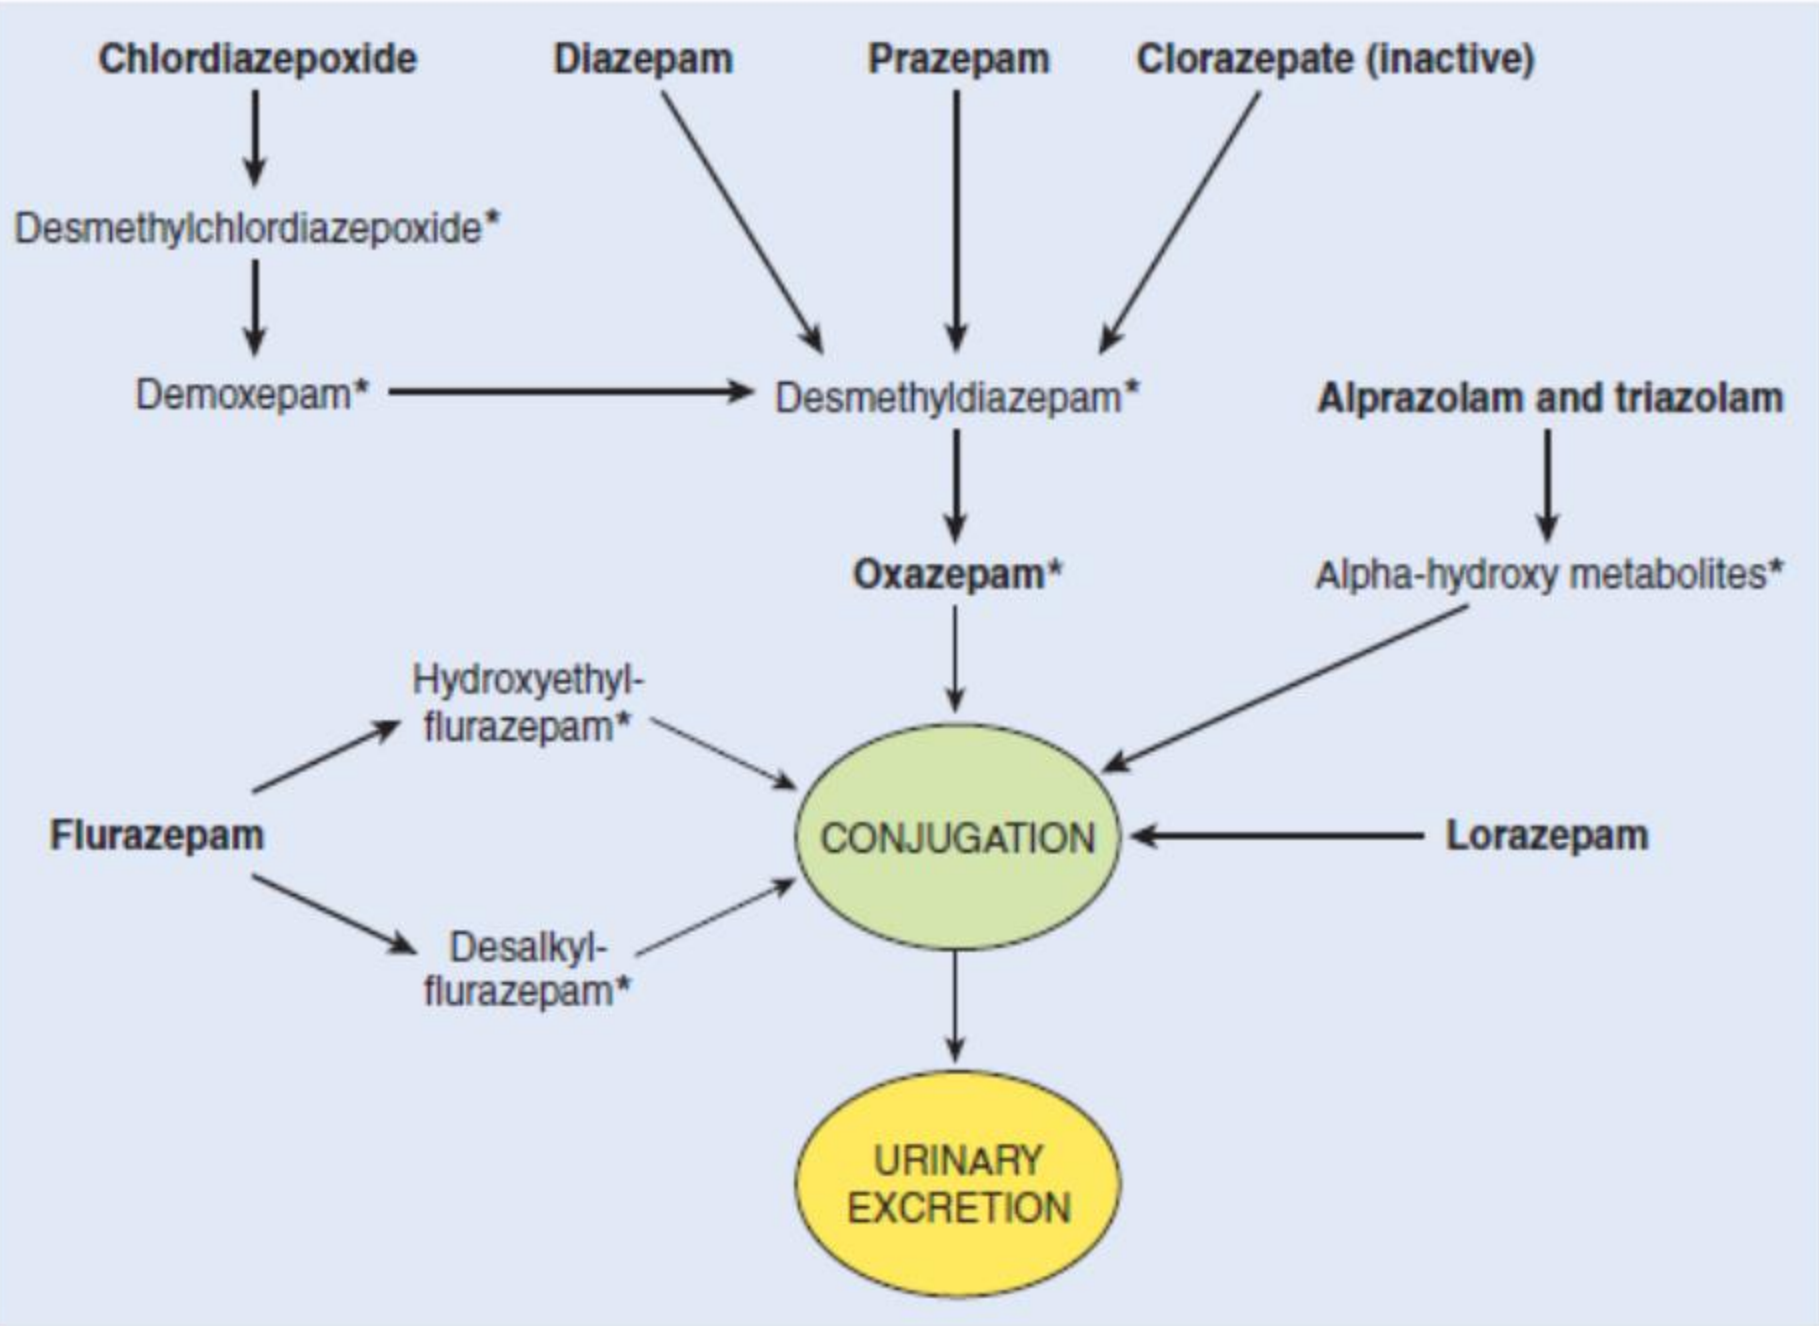 Chlordiazepoxide
Diazepam
Prazepam
Clorazepate (inactive)
Desmethylchlordiazepoxide*
Demoxepam*
Desmethyldiazepam*
Alprazolam and triazolam
Oxazepam*
Alpha-hydroxy metabolites*
Hydroxyethyl-
flurazepam*
Flurazepam
CONJUGATION
Lorazepam
Desalkyl-
flurazepam*
URINARY
EXCRETION